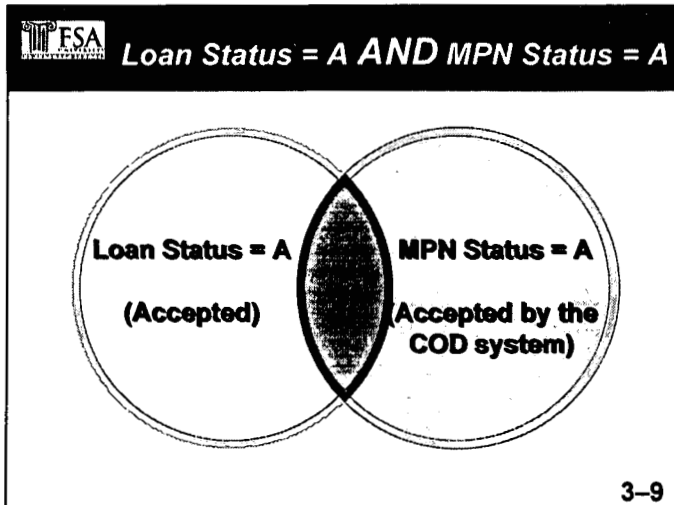 FSA
Loan Status = A AND MPN Status = A
Loan Status = A
(Accepted)
MPN Status = A
(Accepted by the
COD system)
3–9